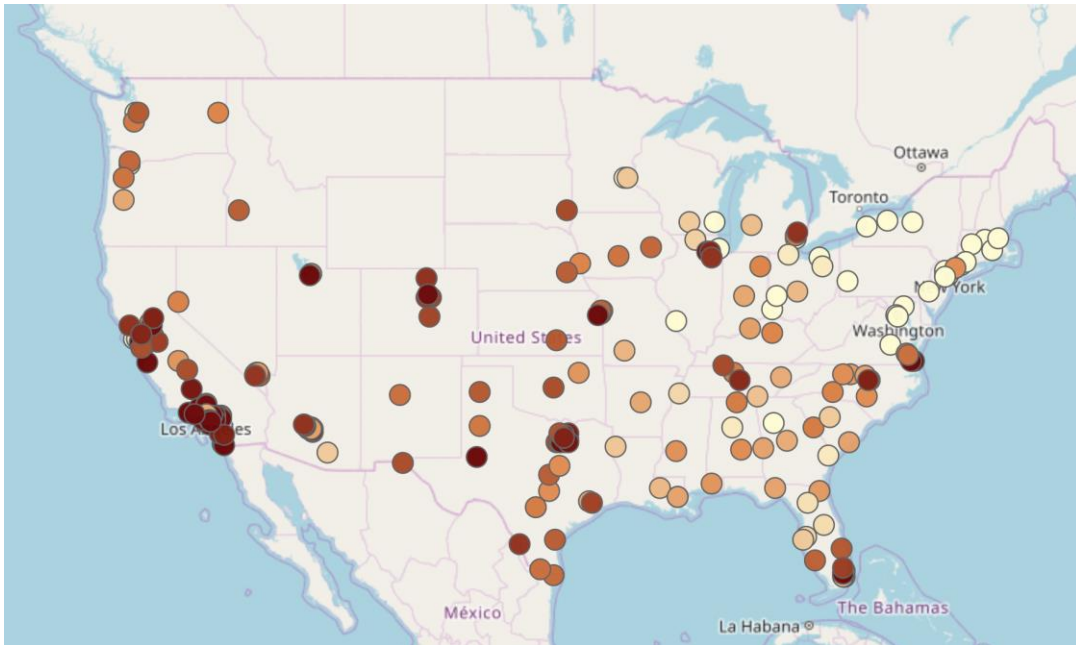 Ottawa
Toronto
New York
United States
Washington
Los Angeles
México
The Bahamas
La Habana